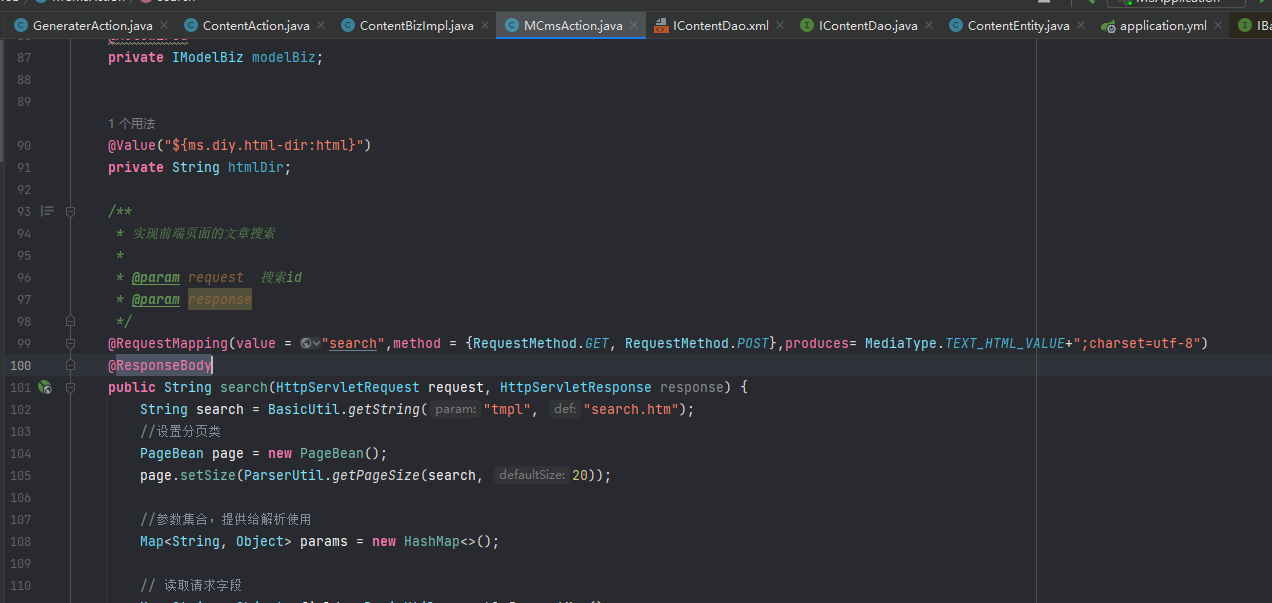 search
MsApplication
GeneraterAction.java
ContentAction.java
ContentBizImpl.java
MCmsAction.java
IContentDao.xml
IContentDao.java
ContentEntity.java
application.yml
87 private IModelBiz modelBiz;
88
89
1 个用法
90 @Value("${ms.diy.html-dir:html}")
91 private String htmlDir;
92
93 /**
94 * 实现前端页面的文章搜索
95 *
96 * @param request 搜索id
97 * @param response
98 */
99 @RequestMapping(value = "search",method = {RequestMethod.GET, RequestMethod.POST},produces= MediaType.TEXT_HTML_VALUE+";charset=utf-8")
100 @ResponseBody
101 public String search(HttpServletRequest request, HttpServletResponse response) {
102 String search = BasicUtil.getString( param: "tmpl", def: "search.htm");
103 //设置分页类
104 PageBean page = new PageBean();
105 page.setSize(ParserUtil.getPageSize(search, defaultSize: 20));
106
107 //参数集合，提供给解析使用
108 Map<String, Object> params = new HashMap<>();
109
110 // 读取请求字段